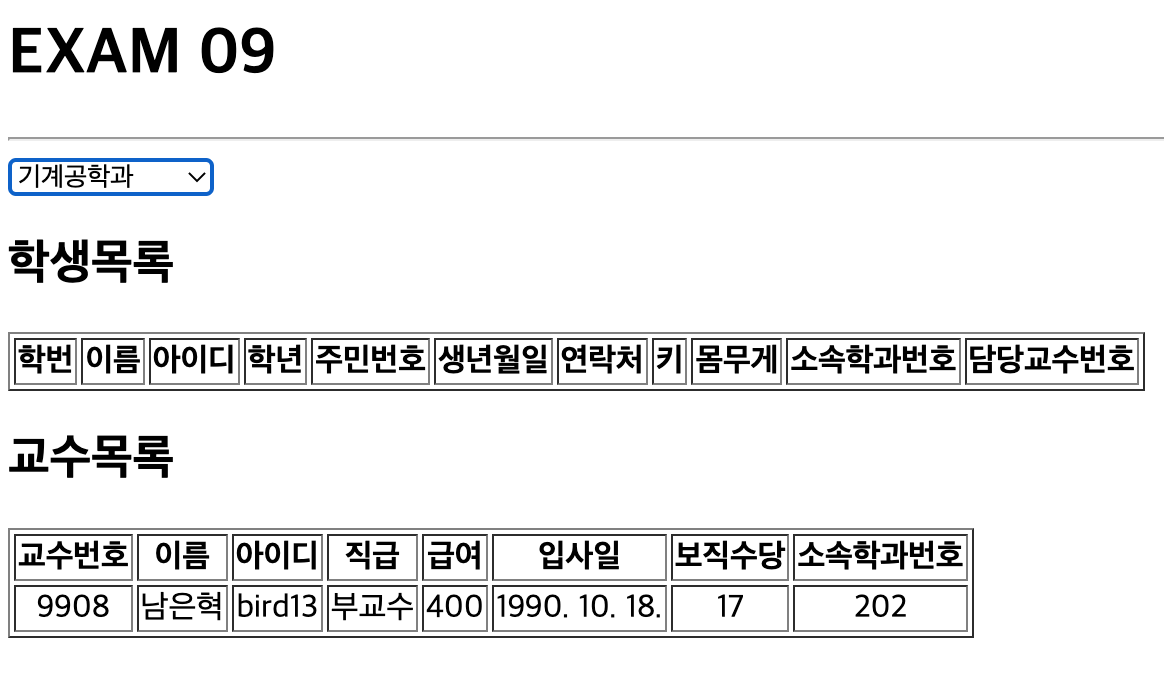 EXAM 09
기계공학과
학생목록
학번 이름 아이디 학년 주민번호 생년월일 연락처 키 몸무게 소속학과번호 담당교수번호
교수목록
교수번호 이름 아이디 직급 급여 입사일 보직수당 소속학과번호
9908 남은혁 bird13 부교수 400 1990. 10. 18. 17 202